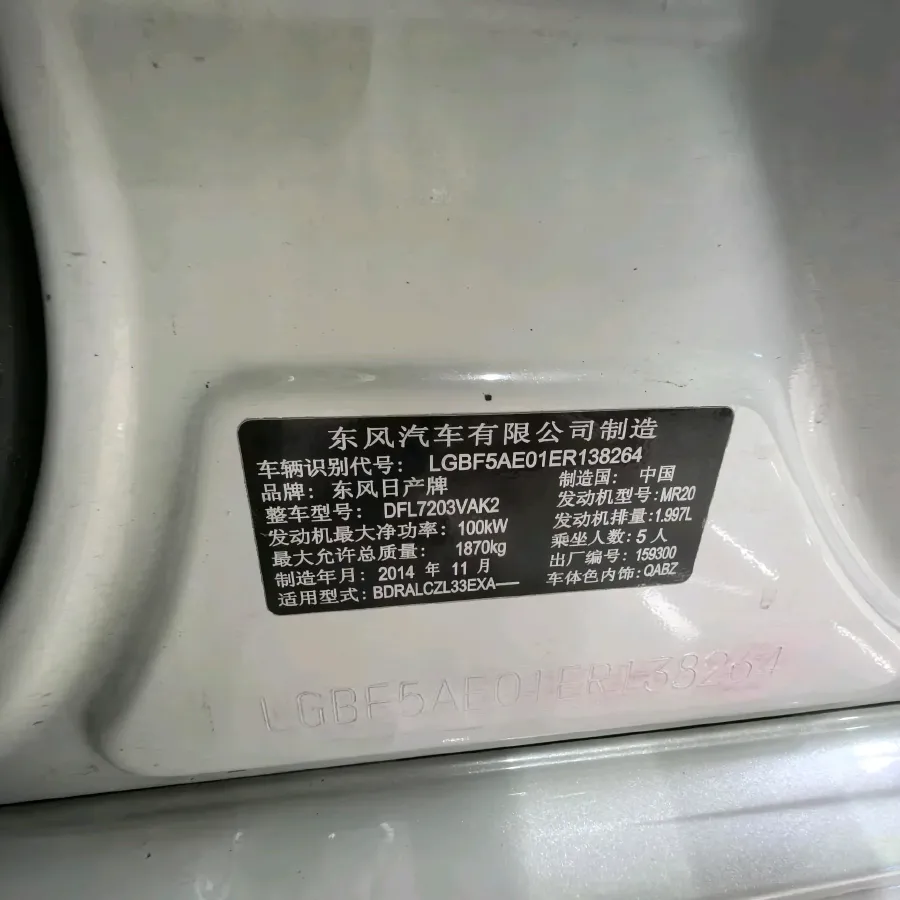 东风汽车有限公司制造
车辆识别代号: LGBF5AE01ER138264
品牌: 东风日产牌 制造国: 中国
整车型号: DFL7203VAK2 发动机型号:MR20
发动机最大净功率: 100kW 发动机排量:1.997L
最大允许总质量: 1870kg 乘坐人数:5人
制造年月: 2014 年 11 月 出厂编号: 159300
适用型式: BDRALCZL33EXA— 车体色内饰:QABZ
LGBF5AE01ER138264